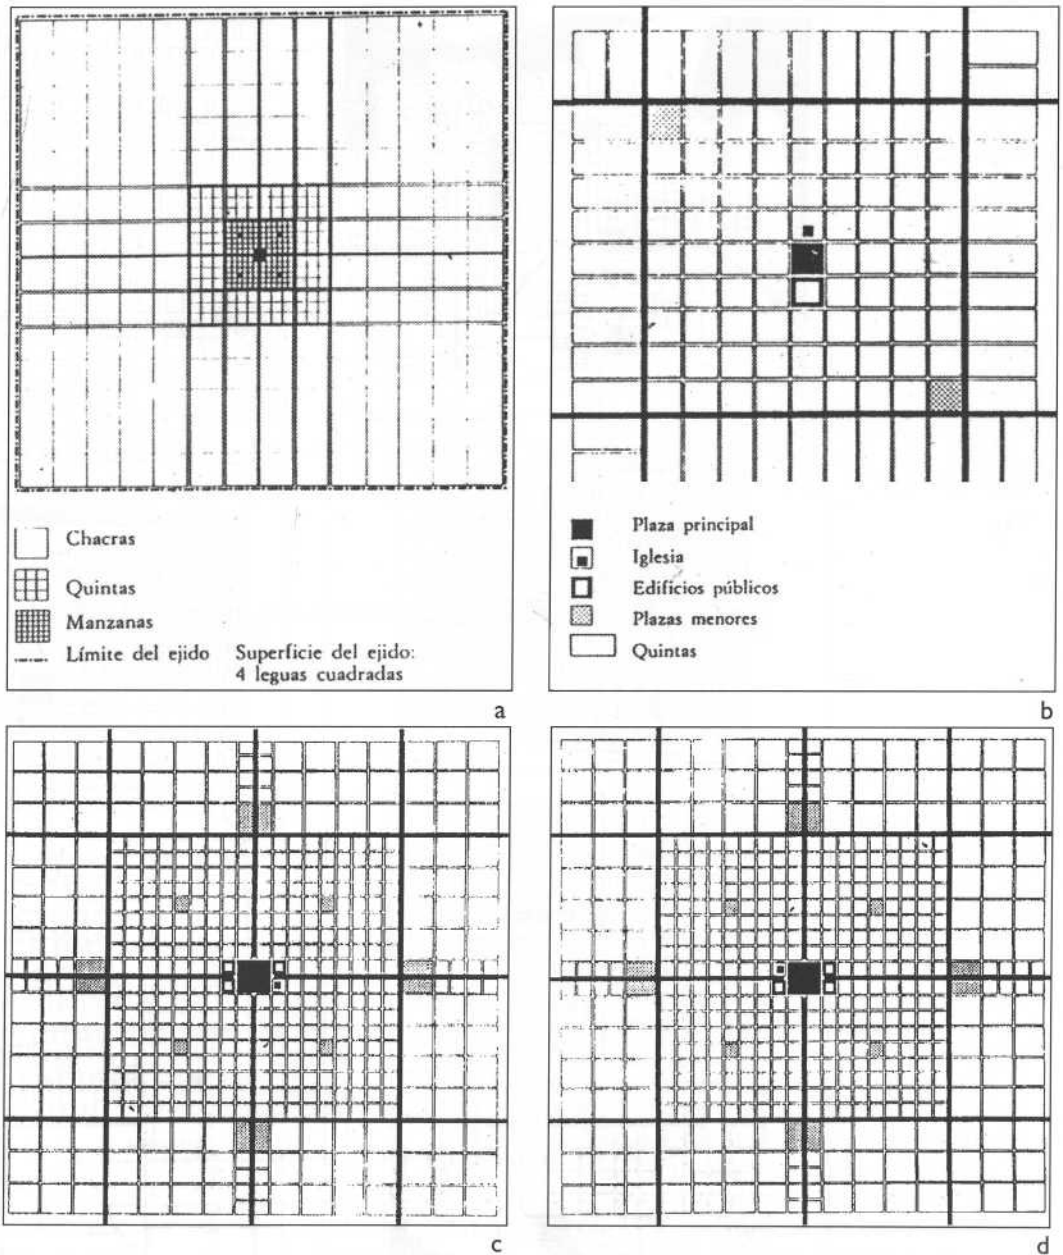 Chacras
Quintas
Manzanas
Límite del ejido Superficie del ejido:
4 leguas cuadradas
a
Plaza principal
Iglesia
Edificios públicos
Plazas menores
Quintas
b
c
d